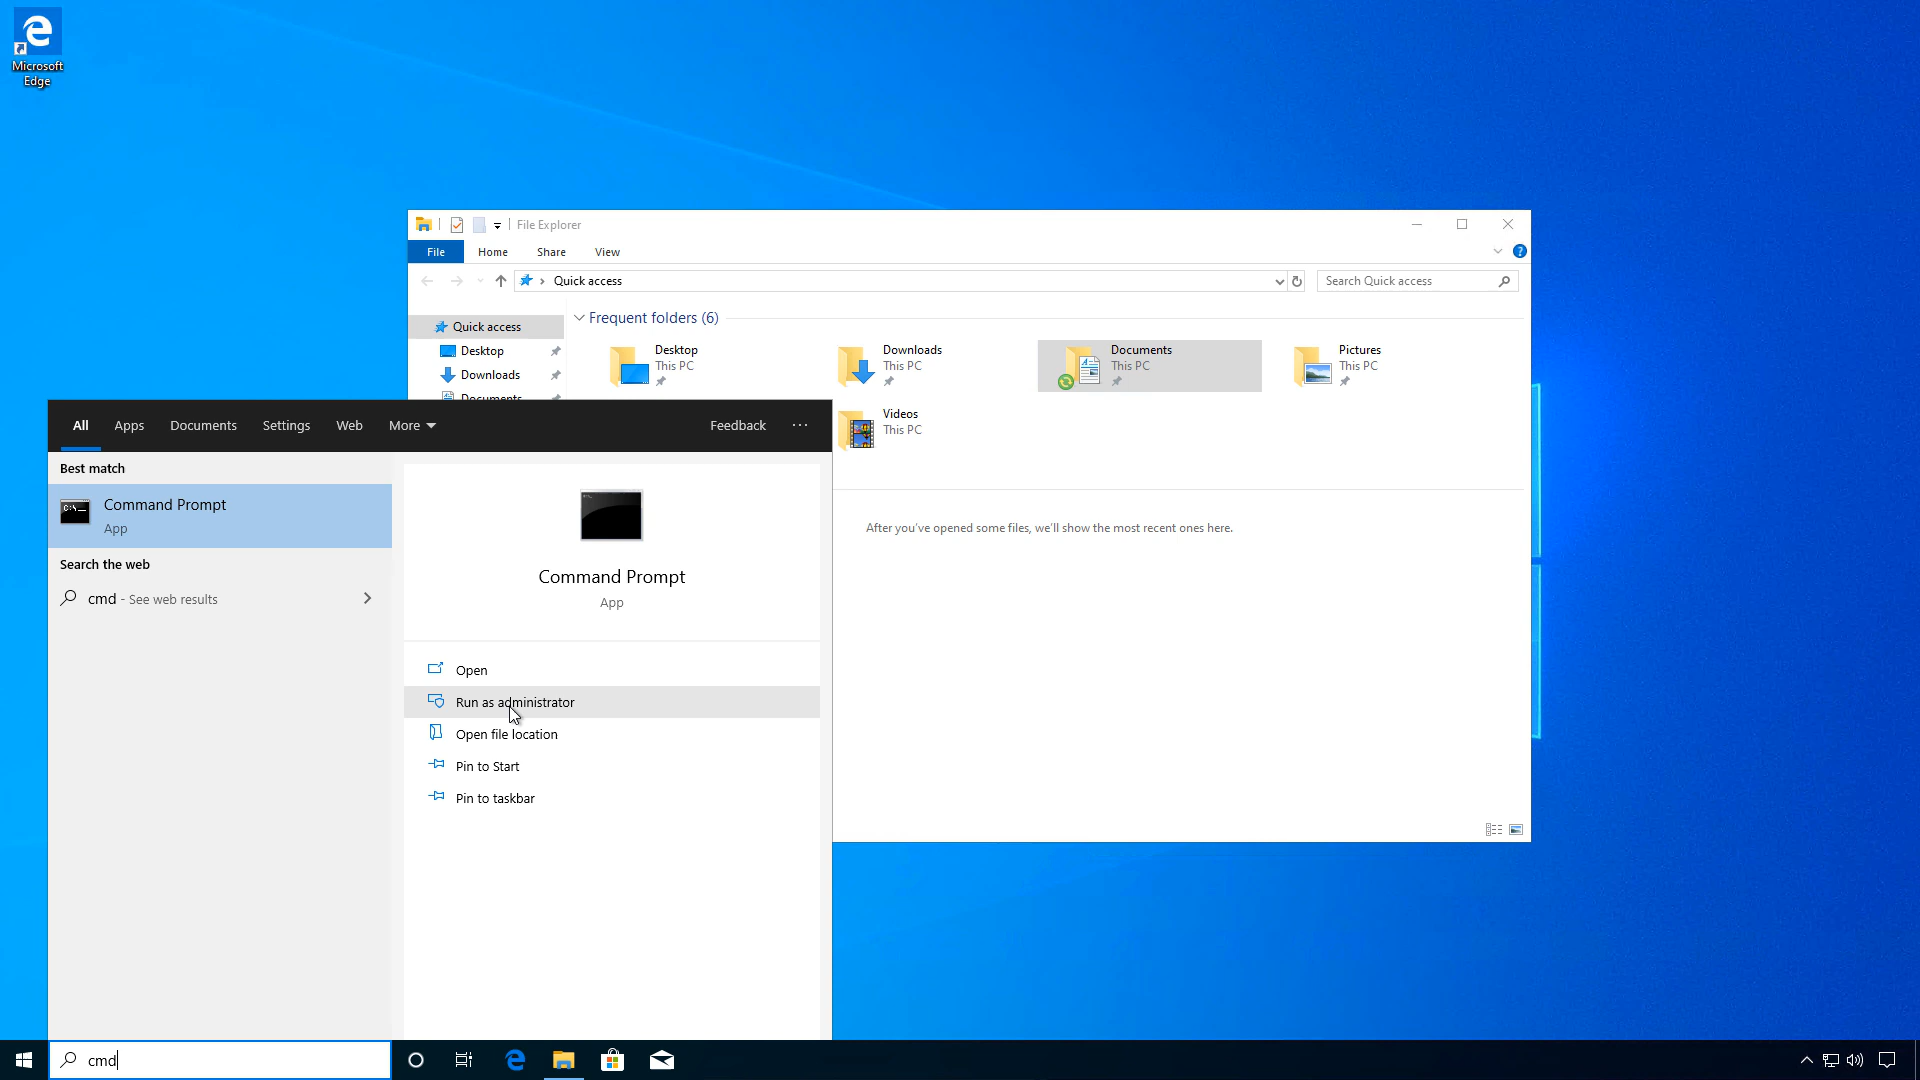 Microsoft
Edge
File Explorer
File
Home
Share
View
Quick access
Search Quick access
Quick access
Desktop
Downloads
Documents
Frequent folders (6)
Desktop
This PC
Downloads
This PC
Documents
This PC
Pictures
This PC
Videos
This PC
After you've opened some files, we'll show the most recent ones here.
All
Apps
Documents
Settings
Web
More
Feedback
Best match
Command Prompt
App
Search the web
cmd - See web results
Command Prompt
App
Open
Run as administrator
Open file location
Pin to Start
Pin to taskbar
cmd